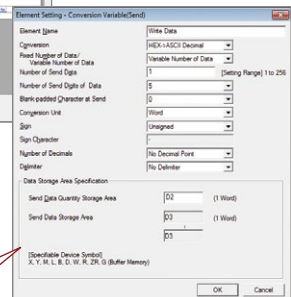 Element Setting - Conversion Variable(Send)
Element Name Write Data
Conversion HEX->ASCII Decimal
Fixed Number of Data/ Variable Number of Data
Variable Number of Data
Number of Send Data 1 [Setting Range] 1 to 256
Number of Send Digits of Data 5
Blank-padded Character at Send 0
Conversion Unit Word
Sign Unsigned
Sign Character -
Number of Decimals No Decimal Point
Delimiter No Delimiter
Data Storage Area Specification
Send Data Quantity Storage Area D2 (1 Word)
Send Data Storage Area D3 (1 Word)
D3
[Specifiable Device Symbol]
X, Y, M, L, B, D, W, R, ZR, G (Buffer Memory)
OK Cancel